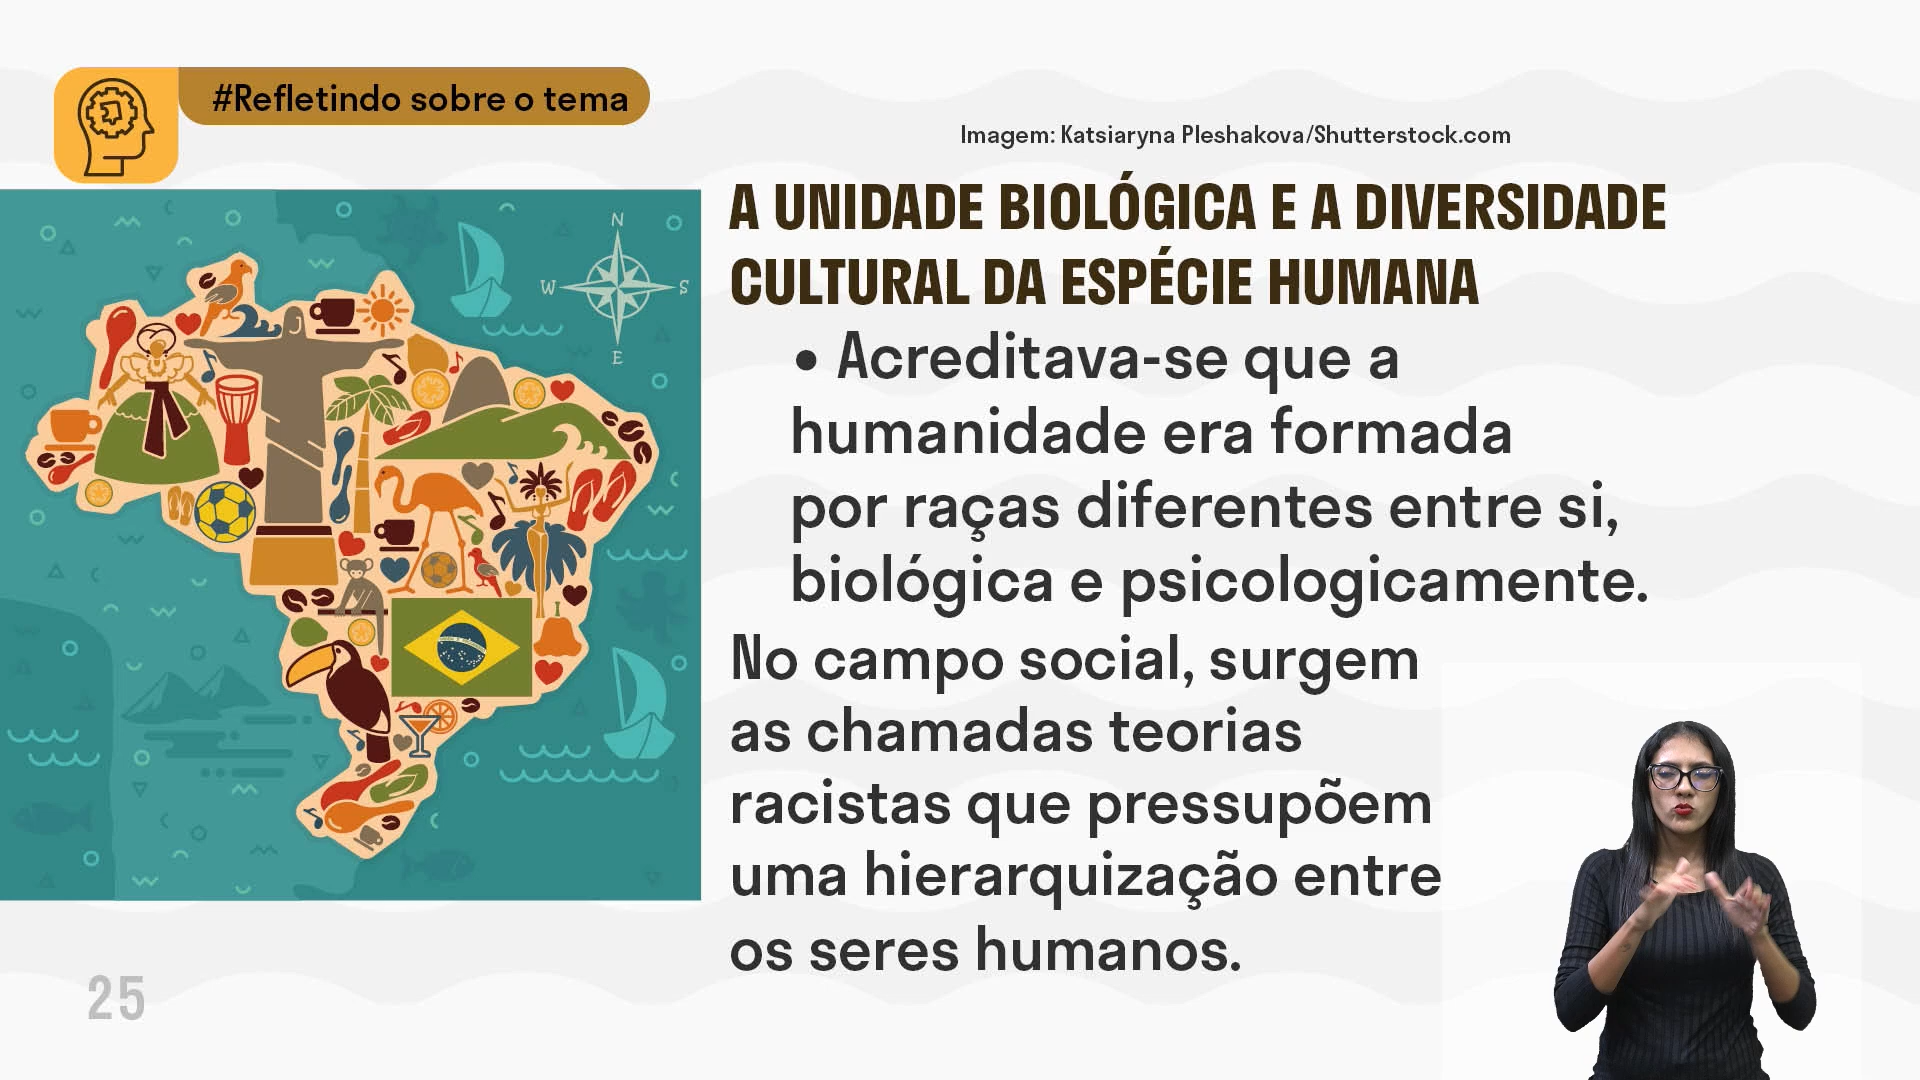 #Refletindo sobre o tema
Imagem: Katsiaryna Pleshakova/Shutterstock.com
A UNIDADE BIOLÓGICA E A DIVERSIDADE
CULTURAL DA ESPÉCIE HUMANA
• Acreditava-se que a
humanidade era formada
por raças diferentes entre si,
biológica e psicologicamente.
No campo social, surgem
as chamadas teorias
racistas que pressupõem
uma hierarquização entre
os seres humanos.
N
W S
E
25